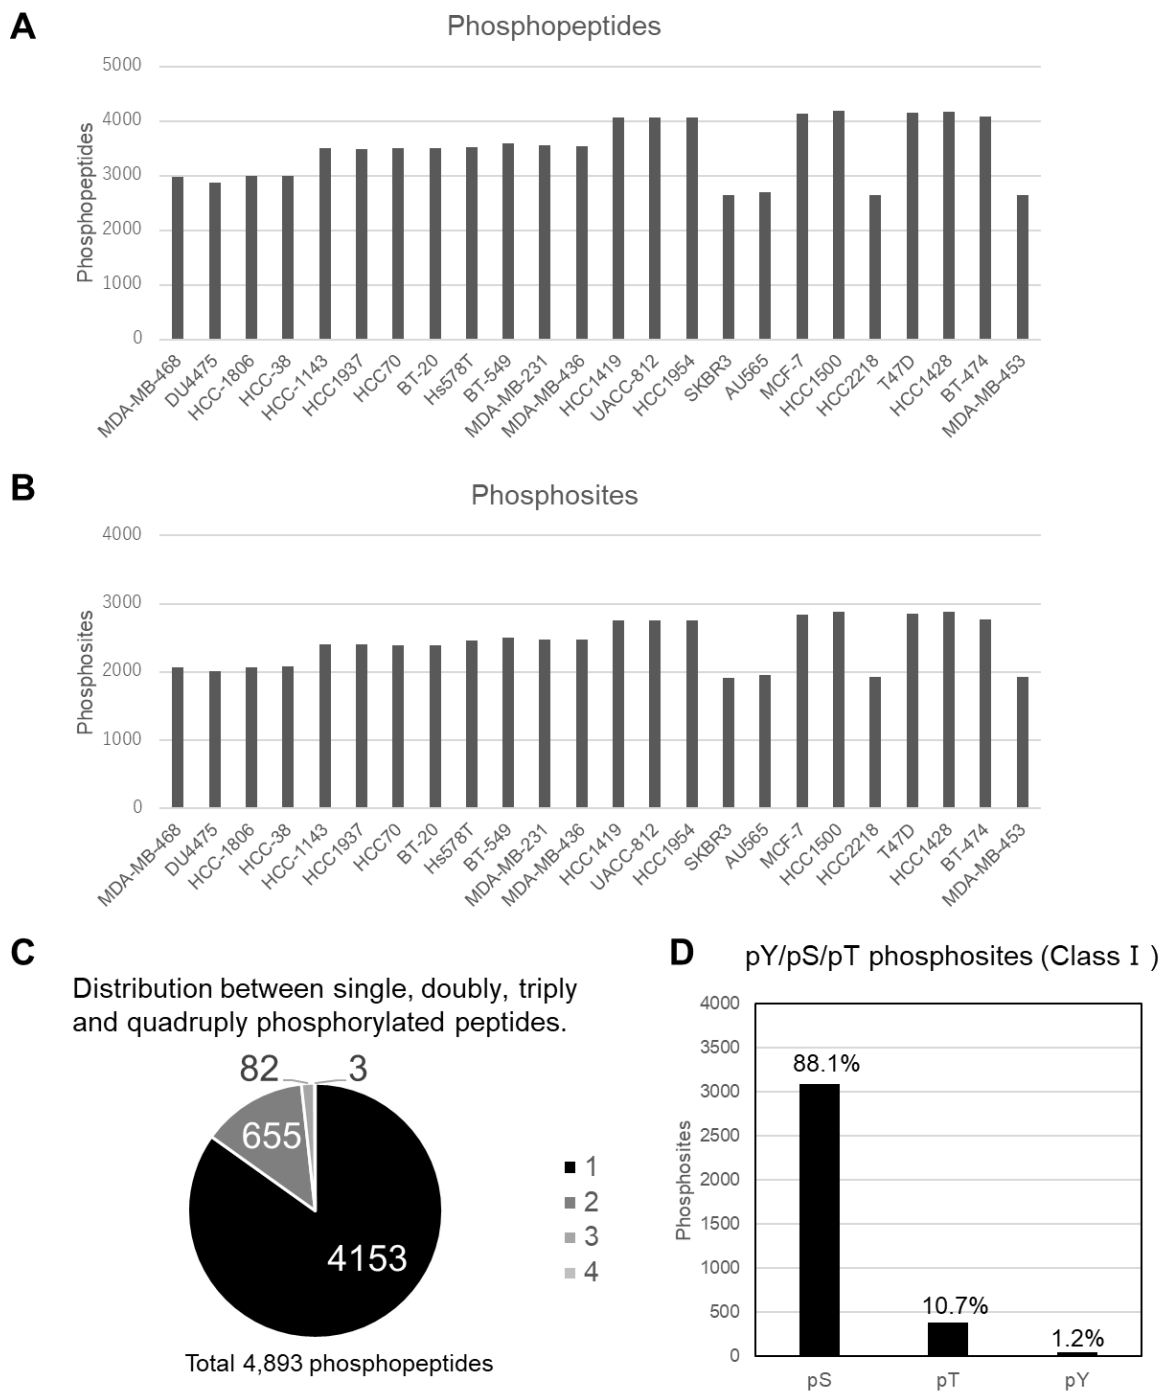 A
Phosphopeptides
Phosphopeptides
5000
4000
3000
2000
1000
0
MDA-MB-468
DU4475
HCC-1806
HCC-38
HCC-1143
HCC1937
HCC70
BT-20
Hs578T
BT-549
MDA-MB-231
MDA-MB-436
HCC1419
UACC-812
HCC1954
SKBR3
AU565
MCF-7
HCC1500
HCC2218
T47D
HCC1428
BT-474
MDA-MB-453
B
Phosphosites
Phosphosites
4000
3000
2000
1000
0
MDA-MB-468
DU4475
HCC-1806
HCC-38
HCC-1143
HCC1937
HCC70
BT-20
Hs578T
BT-549
MDA-MB-231
MDA-MB-436
HCC1419
UACC-812
HCC1954
SKBR3
AU565
MCF-7
HCC1500
HCC2218
T47D
HCC1428
BT-474
MDA-MB-453
C
Distribution between single, doubly, triply
and quadruply phosphorylated peptides.
82
3
655
4153
1
2
3
4
Total 4,893 phosphopeptides
D
pY/pS/pT phosphosites (Class Ⅰ )
Phosphosites
4000
3500
3000
2500
2000
1500
1000
500
0
88.1%
10.7%
1.2%
pS
pT
pY